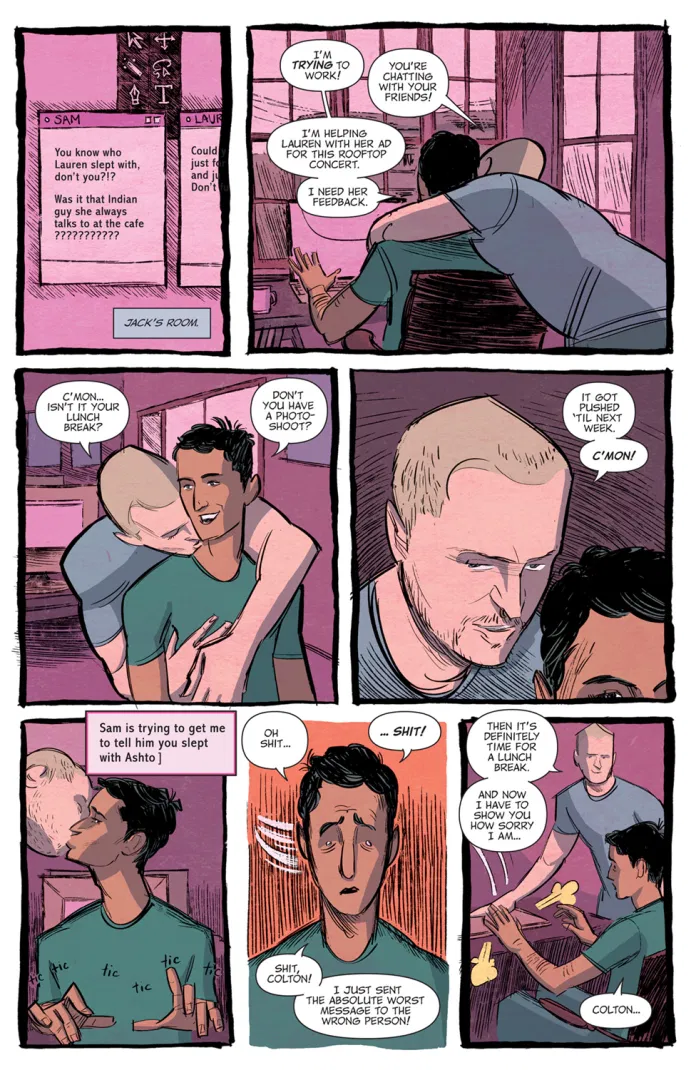 SAM
You know who
Lauren slept with,
don't you?!?
Was it that Indian
guy she always
talks to at the cafe
???????????
LAUR
Could
just fo
and ju
Don't
JACK'S ROOM.
I'M
TRYING TO
WORK!
YOU'RE
CHATTING
WITH YOUR
FRIENDS!
I'M HELPING
LAUREN WITH HER AD
FOR THIS ROOFTOP
CONCERT.
I NEED HER
FEEDBACK.
C'MON...
ISN'T IT YOUR
LUNCH
BREAK?
DON'T
YOU HAVE
A PHOTO-
SHOOT?
IT GOT
PUSHED
'TIL NEXT
WEEK.
C'MON!
Sam is trying to get me
to tell him you slept
with Ashto]
tic
tic
tic
tic
tic
OH
SHIT...
... SHIT!
SHIT,
COLTON!
I JUST SENT
THE ABSOLUTE WORST
MESSAGE TO THE
WRONG PERSON!
THEN IT'S
DEFINITELY
TIME FOR
A LUNCH
BREAK.
AND NOW
I HAVE TO
SHOW YOU
HOW SORRY
I AM...
COLTON...